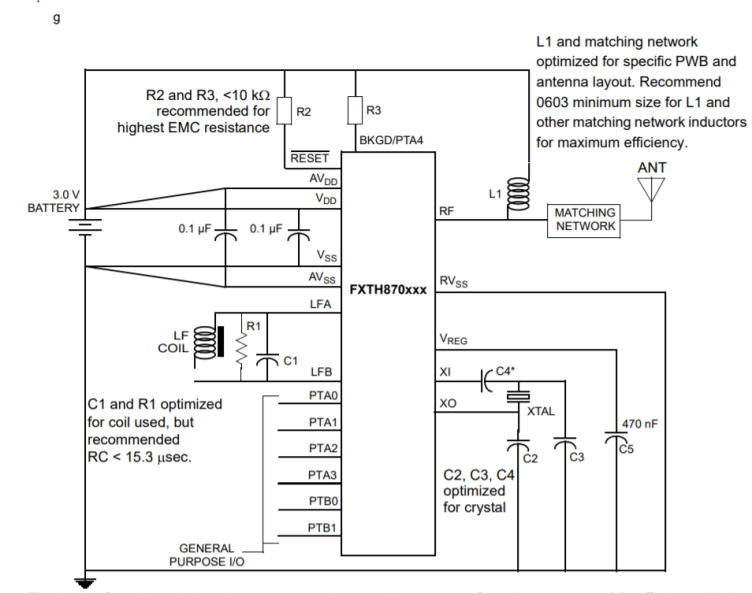 g
L1 and matching network
optimized for specific PWB and
antenna layout. Recommend
0603 minimum size for L1 and
other matching network inductors
for maximum efficiency.
R2 and R3, <10 kΩ
recommended for
highest EMC resistance
R2
R3
BKGD/PTA4
RESET
ANT
AVDD
3.0 V
BATTERY
VDD
L1
RF
MATCHING
NETWORK
0.1 µF
0.1 µF
VSS
AVSS
FXTH870xxx
RVSS
LFA
LF
COIL
R1
C1
VREG
LFB
XI
C4*
PTA0
XO
XTAL
C1 and R1 optimized
for coil used, but
recommended
RC < 15.3 µsec.
PTA1
470 nF
C5
PTA2
C2
C3
PTA3
C2, C3, C4
optimized
for crystal
PTB0
PTB1
GENERAL
PURPOSE I/O